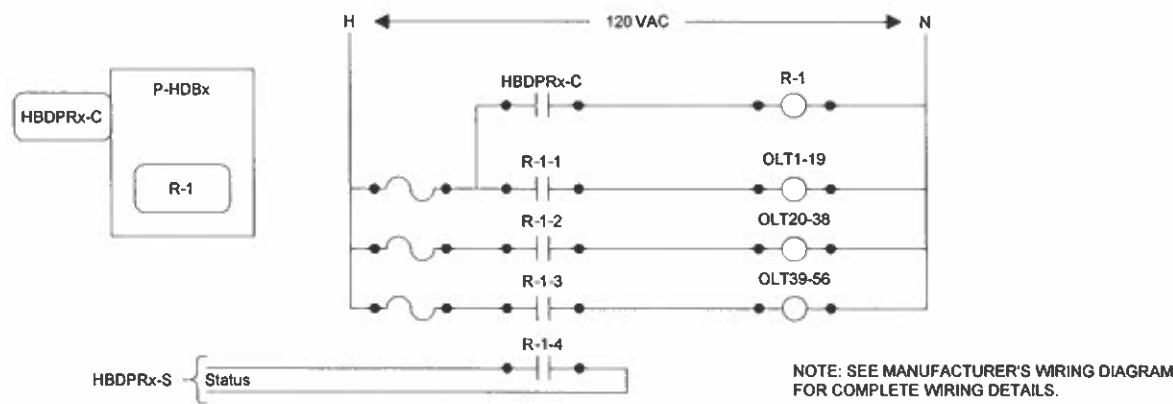 H 120 VAC N
P-HDBx
HBDPRx-C
R-1
HBDPRx-C R-1
R-1-1 OLT1-19
R-1-2 OLT20-38
R-1-3 OLT39-56
R-1-4
HBDPRx-S Status
NOTE: SEE MANUFACTURER'S WIRING DIAGRAM
FOR COMPLETE WIRING DETAILS.